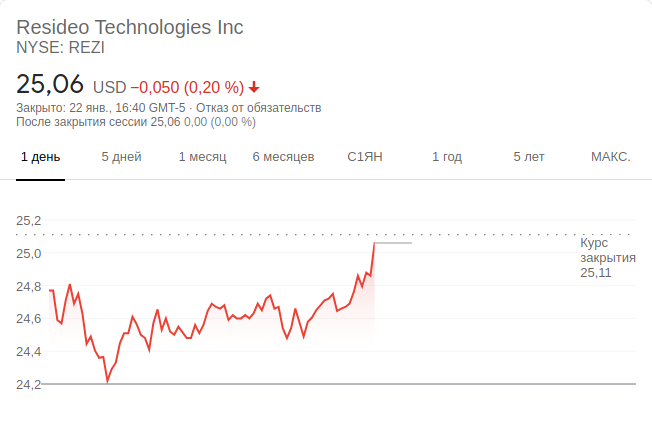 Resideo Technologies Inc
NYSE: REZI
25,06 USD −0,050 (0,20 %)
Закрыто: 22 янв., 16:40 GMT-5 · Отказ от обязательств
После закрытия сессии 25,06 0,00 (0,00 %)
1 день 5 дней 1 месяц 6 месяцев С1ЯН 1 год 5 лет МАКС.
25,2
25,0
24,8
24,6
24,4
24,2
Курс
закрытия
25,11